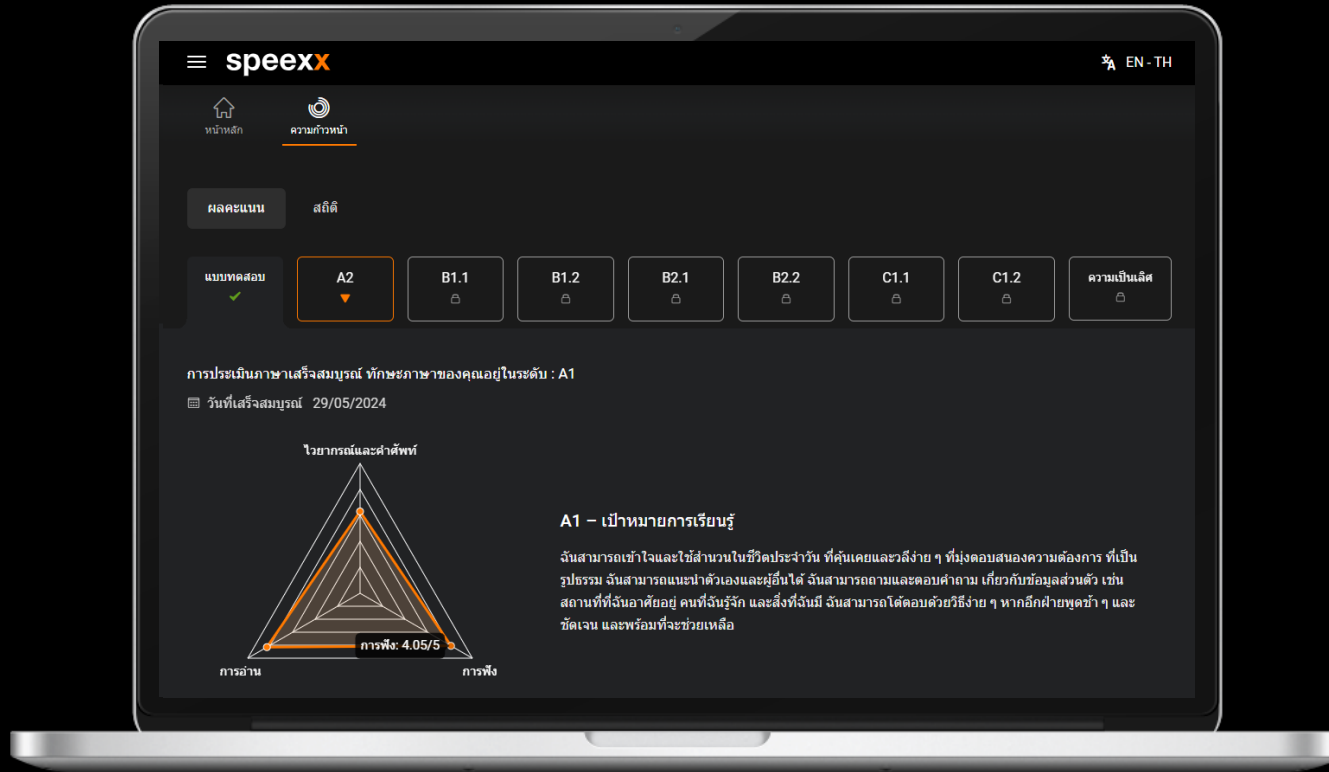 speexx
EN - TH
หน้าหลัก
ความก้าวหน้า
ผลคะแนน
สถิติ
แบบทดสอบ
A2
B1.1
B1.2
B2.1
B2.2
C1.1
C1.2
ความเป็นเลิศ
การประเมินภาษาเสร็จสมบูรณ์ ทักษะภาษาของคุณอยู่ในระดับ : A1
วันที่เสร็จสมบูรณ์ 29/05/2024
ไวยากรณ์และคำศัพท์
การฟัง: 4.05/5
การอ่าน
การฟัง
A1 – เป้าหมายการเรียนรู้
ฉันสามารถเข้าใจและใช้สำนวนในชีวิตประจำวัน ที่คุ้นเคยและวลีง่าย ๆ ที่มุ่งตอบสนองความต้องการ ที่เป็น
รูปธรรม ฉันสามารถแนะนำตัวเองและผู้อื่นได้ ฉันสามารถถามและตอบคำถาม เกี่ยวกับข้อมูลส่วนตัว เช่น
สถานที่ที่ฉันอาศัยอยู่ คนที่ฉันรู้จัก และสิ่งที่ฉันมี ฉันสามารถโต้ตอบด้วยวิธีง่าย ๆ หากอีกฝ่ายพูดช้า ๆ และ
ชัดเจน และพร้อมที่จะช่วยเหลือ